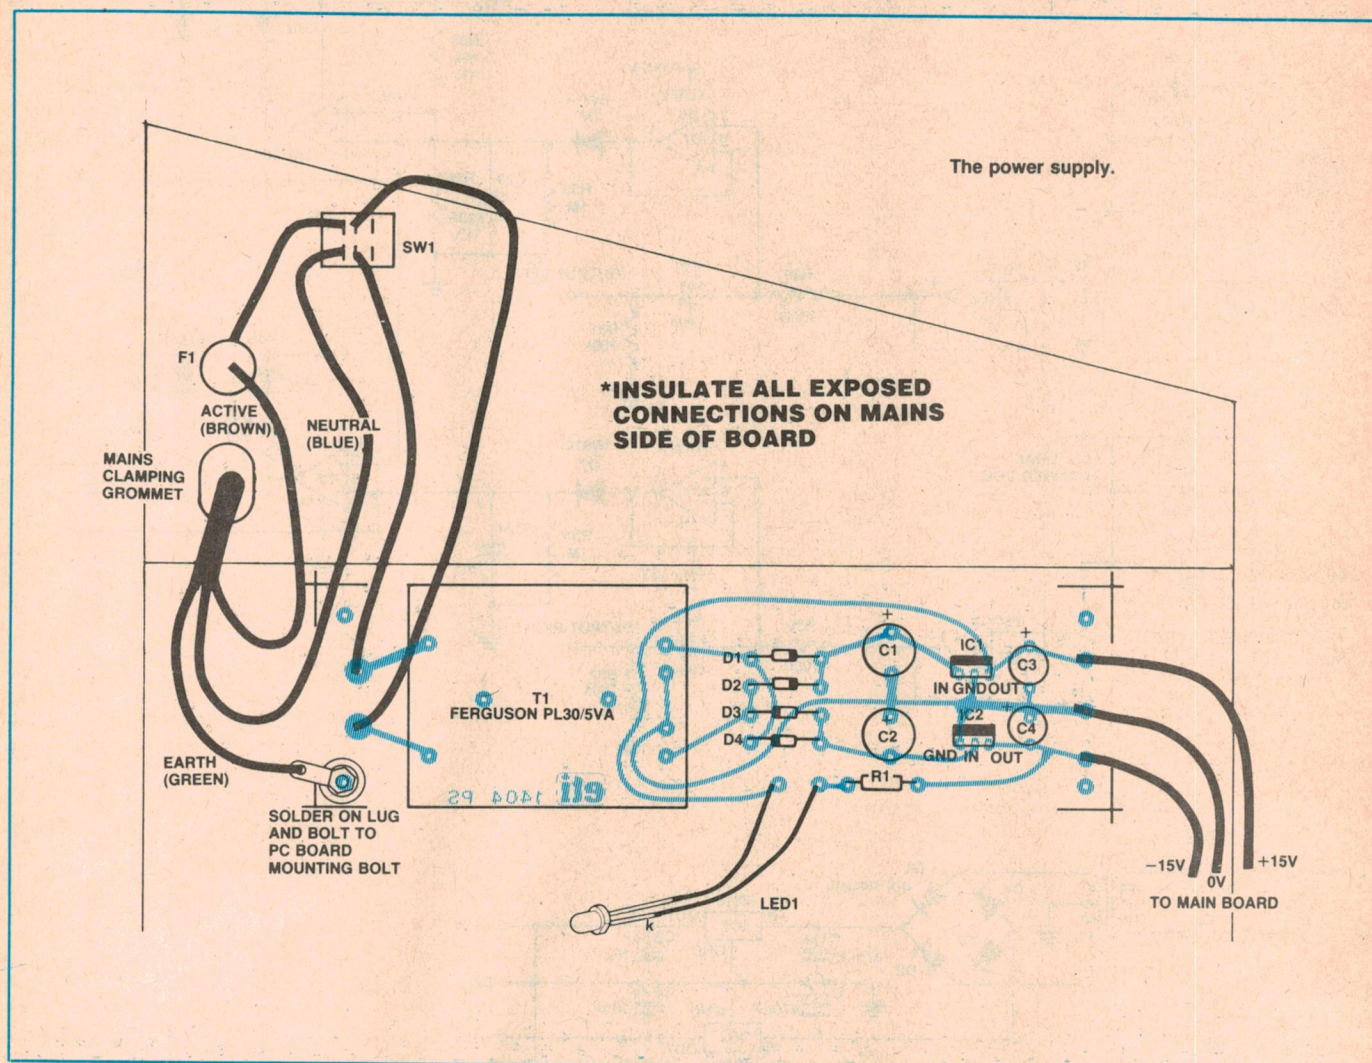 The power supply.
SW1
F1
*INSULATE ALL EXPOSED
CONNECTIONS ON MAINS
SIDE OF BOARD
ACTIVE
(BROWN)
NEUTRAL
(BLUE)
MAINS
CLAMPING
GROMMET
T1
FERGUSON PL30/5VA
eti 1404 PS
D1
D2
D3
D4
+
C1
+
C2
IC1
IN GND OUT
IC2
GND IN OUT
+
C3
+
C4
R1
EARTH
(GREEN)
SOLDER ON LUG
AND BOLT TO
PC BOARD
MOUNTING BOLT
LED1
k
−15V
0V
+15V
TO MAIN BOARD